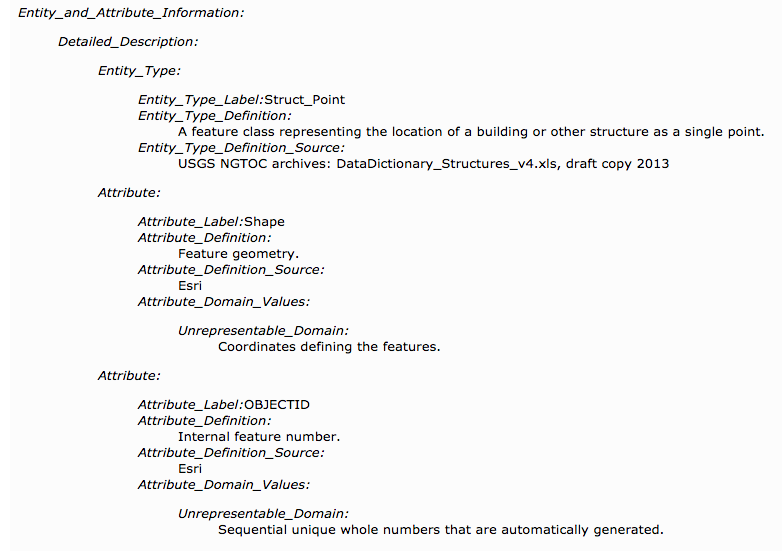 Entity_and_Attribute_Information:
Detailed_Description:
Entity_Type:
Entity_Type_Label:Struct_Point
Entity_Type_Definition:
A feature class representing the location of a building or other structure as a single point.
Entity_Type_Definition_Source:
USGS NGTOC archives: DataDictionary_Structures_v4.xls, draft copy 2013
Attribute:
Attribute_Label:Shape
Attribute_Definition:
Feature geometry.
Attribute_Definition_Source:
Esri
Attribute_Domain_Values:
Unrepresentable_Domain:
Coordinates defining the features.
Attribute:
Attribute_Label:OBJECTID
Attribute_Definition:
Internal feature number.
Attribute_Definition_Source:
Esri
Attribute_Domain_Values:
Unrepresentable_Domain:
Sequential unique whole numbers that are automatically generated.